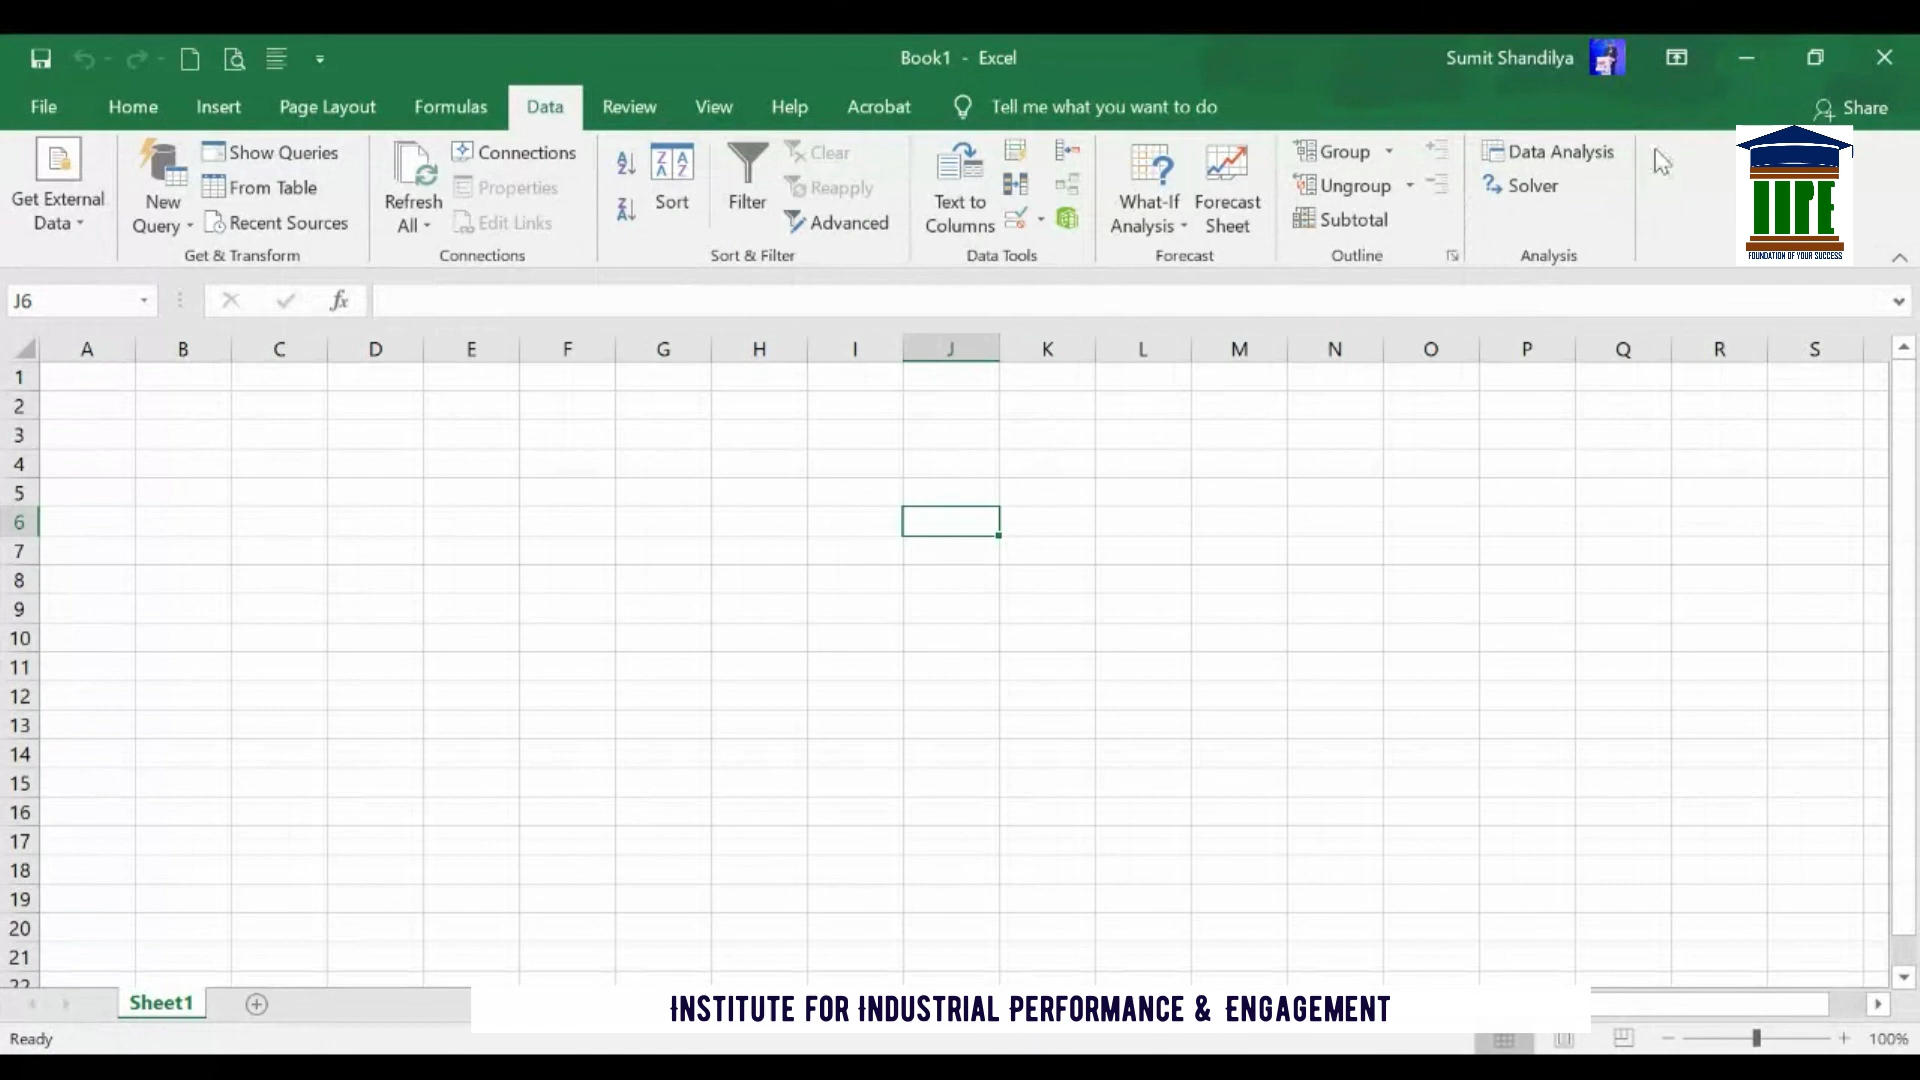 Book1 - Excel
Sumit Shandilya
File Home Insert Page Layout Formulas Data Review View Help Acrobat Tell me what you want to do Share
Get External Data
New Query
Show Queries
From Table
Recent Sources
Get & Transform
Refresh All
Connections
Properties
Edit Links
Connections
Sort
Filter
Clear
Reapply
Advanced
Sort & Filter
Text to Columns
Data Tools
What-If Analysis
Forecast Sheet
Forecast
Group
Ungroup
Subtotal
Outline
Data Analysis
Solver
Analysis
IIPE
FOUNDATION OF YOUR SUCCESS
J6
fx
A B C D E F G H I J K L M N O P Q R S
1
2
3
4
5
6
7
8
9
10
11
12
13
14
15
16
17
18
19
20
21
22
Sheet1
INSTITUTE FOR INDUSTRIAL PERFORMANCE & ENGAGEMENT
Ready
100%